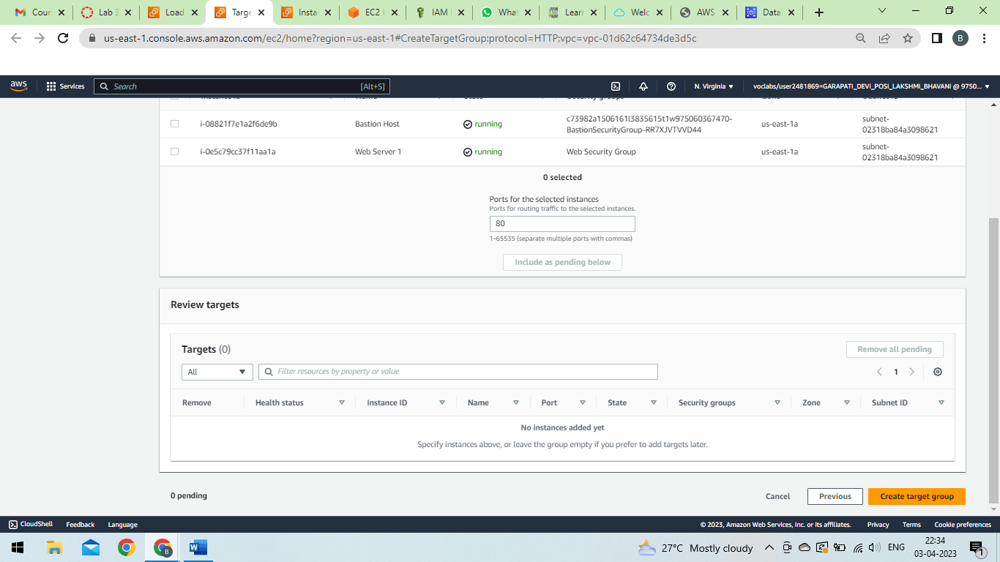 Cour
Lab 3
Load
Targe
Insta
EC2 I
IAM I
What
Learn
Welc
AWS
Data
us-east-1.console.aws.amazon.com/ec2/home?region=us-east-1#CreateTargetGroup:protocol=HTTP;vpc=vpc-01d62c64734de3d5c
B
aws
Services
Search
[Alt+S]
N. Virginia
voclabs/user2481869=GARAPATI_DEVI_POSI_LAKSHMI_BHAVANI @ 9750...
i-08821f7e1a2f6de9b
Bastion Host
running
c73982a1506161l3835615t1w975060367470-
BastionSecurityGroup-RR7XJVTVVD44
us-east-1a
subnet-
02318ba84a3098621
i-0e5c79cc37f11aa1a
Web Server 1
running
Web Security Group
us-east-1a
subnet-
02318ba84a3098621
0 selected
Ports for the selected instances
Ports for routing traffic to the selected instances.
80
1-65535 (separate multiple ports with commas)
Include as pending below
Review targets
Targets (0)
Remove all pending
All
Filter resources by property or value
1
Remove
Health status
Instance ID
Name
Port
State
Security groups
Zone
Subnet ID
No instances added yet
Specify instances above, or leave the group empty if you prefer to add targets later.
0 pending
Cancel
Previous
Create target group
CloudShell
Feedback
Language
© 2023, Amazon Web Services, Inc. or its affiliates.
Privacy
Terms
Cookie preferences
27°C Mostly cloudy
ENG
22:34
03-04-2023
1